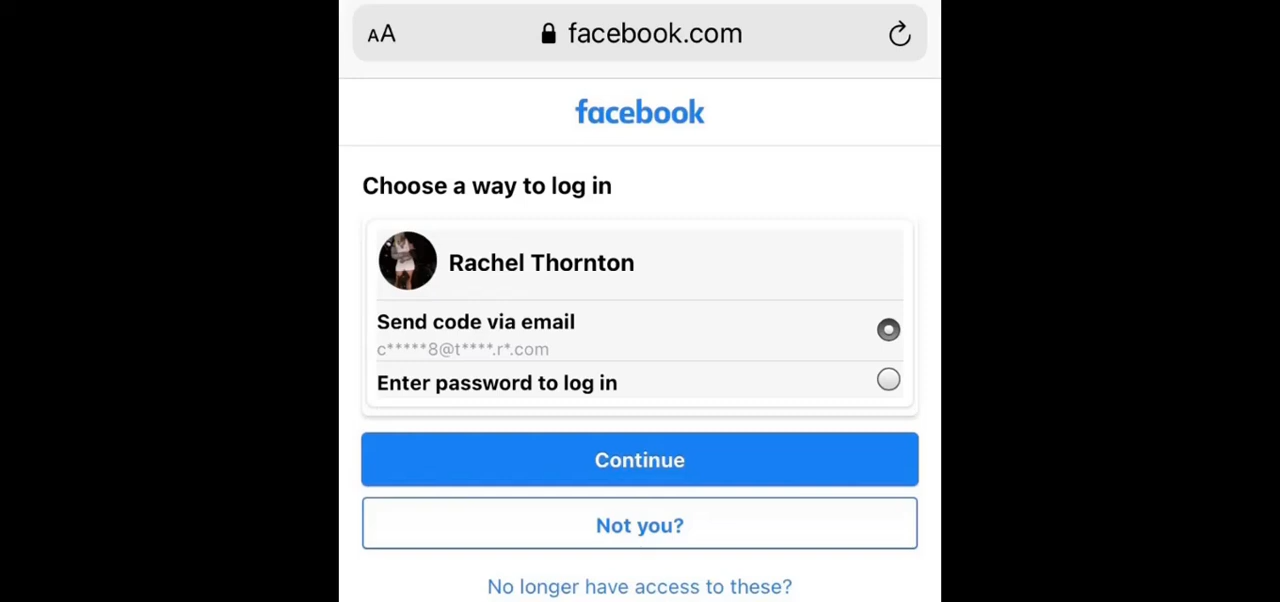 AA facebook.com
facebook
Choose a way to log in
Rachel Thornton
Send code via email
c*****8@t****.r*.com
Enter password to log in
Continue
Not you?
No longer have access to these?